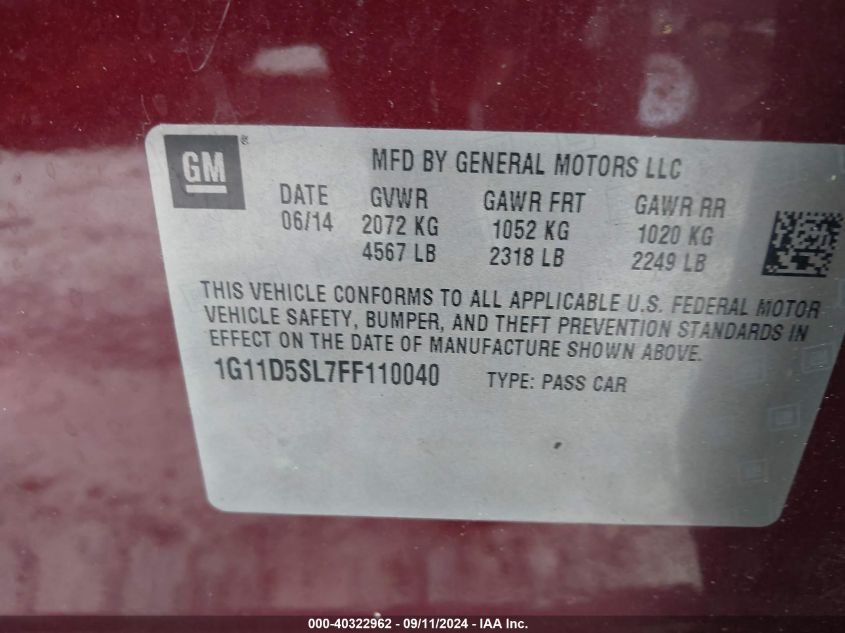 GM ®
MFD BY GENERAL MOTORS LLC
DATE GVWR GAWR FRT GAWR RR
06/14 2072 KG 1052 KG 1020 KG
4567 LB 2318 LB 2249 LB
THIS VEHICLE CONFORMS TO ALL APPLICABLE U.S. FEDERAL MOTOR
VEHICLE SAFETY, BUMPER, AND THEFT PREVENTION STANDARDS IN
EFFECT ON THE DATE OF MANUFACTURE SHOWN ABOVE.
1G11D5SL7FF110040 TYPE: PASS CAR
000-40322962 - 09/11/2024 - IAA Inc.